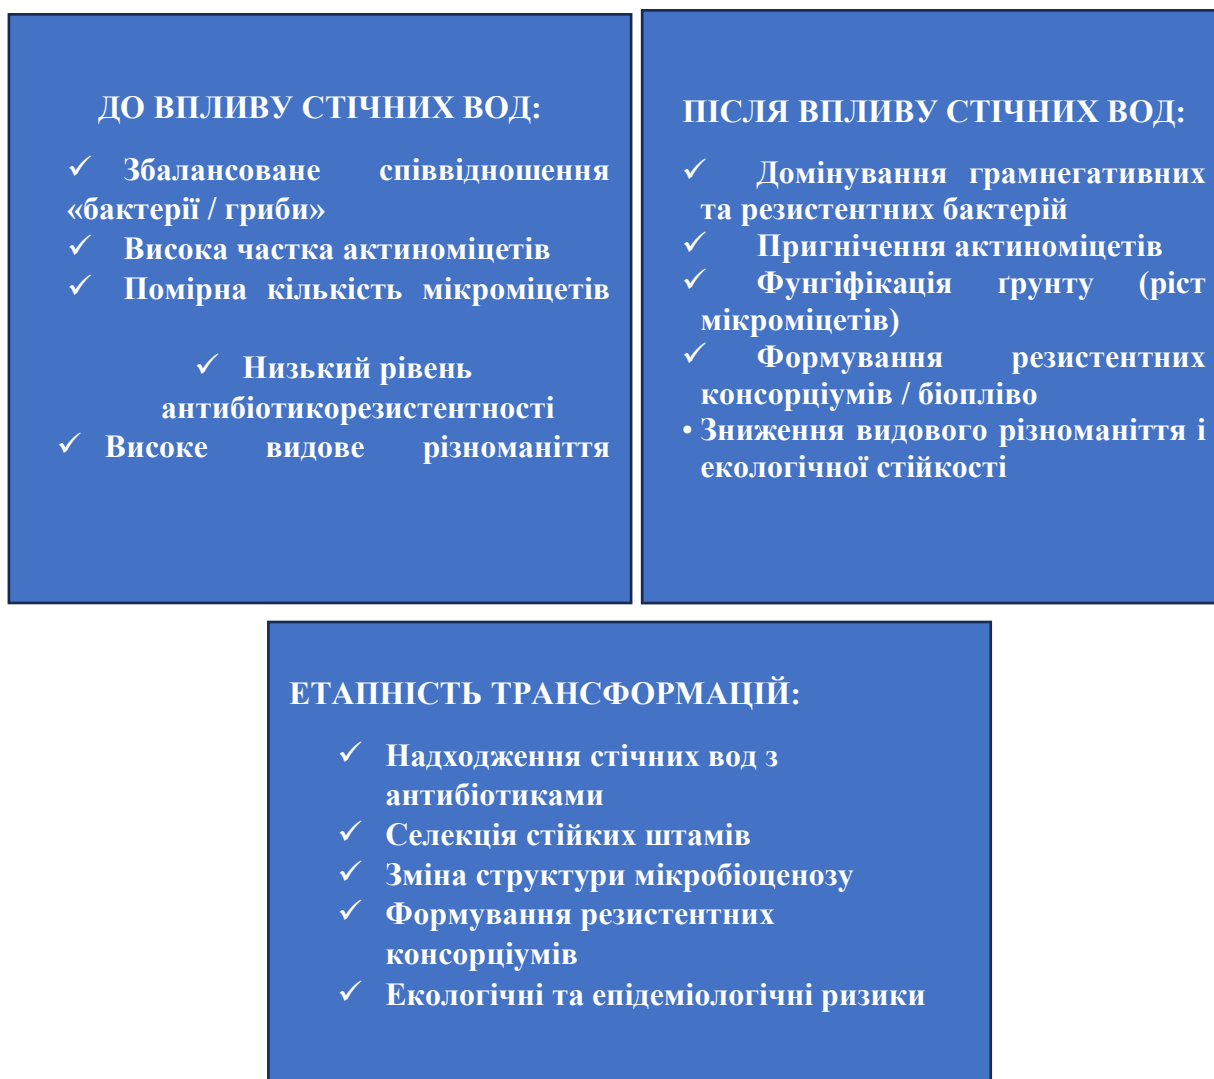 ДО ВПЛИВУ СТІЧНИХ ВОД:
✓ Збалансоване співвідношення
«бактерії / гриби»
✓ Висока частка актиноміцетів
✓ Помірна кількість мікроміцетів
✓ Низький рівень
антибіотикорезистентності
✓ Високе видове різноманіття
ПІСЛЯ ВПЛИВУ СТІЧНИХ ВОД:
✓ Домінування грамнегативних
та резистентних бактерій
✓ Пригнічення актиноміцетів
✓ Фунгіфікація ґрунту (ріст
мікроміцетів)
✓ Формування резистентних
консорціумів / біопліво
• Зниження видового різноманіття і
екологічної стійкості
ЕТАПНІСТЬ ТРАНСФОРМАЦІЙ:
✓ Надходження стічних вод з
антибіотиками
✓ Селекція стійких штамів
✓ Зміна структури мікробіоценозу
✓ Формування резистентних
консорціумів
✓ Екологічні та епідеміологічні ризики